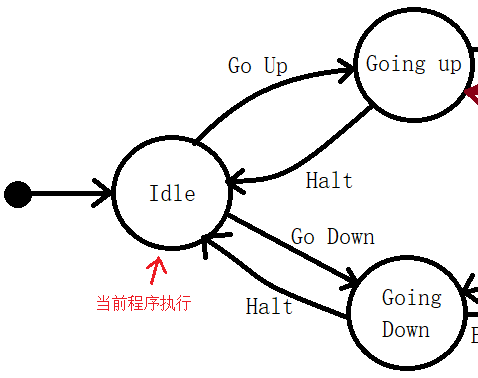 Go Up
Going up
Idle
Halt
Go Down
当前程序执行
Halt
Going
Down